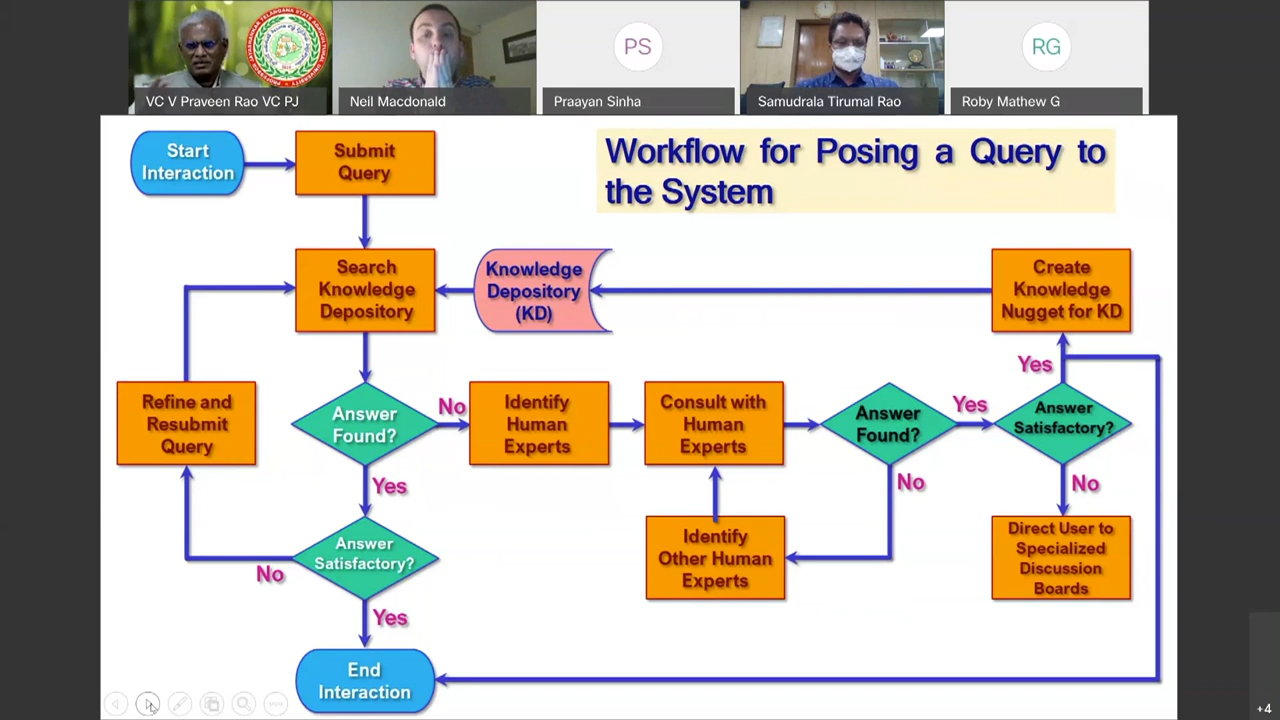 PS
RG
VC V Praveen Rao VC PJ
Neil Macdonald
Praayan Sinha
Samudrala Tirumal Rao
Roby Mathew G
Workflow for Posing a Query to
the System
Start
Interaction
Submit
Query
Search
Knowledge
Depository
Knowledge
Depository
(KD)
Create
Knowledge
Nugget for KD
Yes
Refine and
Resubmit
Query
Answer
Found?
No
Identify
Human
Experts
Consult with
Human
Experts
Answer
Found?
Yes
Answer
Satisfactory?
Yes
No
No
Answer
Satisfactory?
No
Identify
Other Human
Experts
Direct User to
Specialized
Discussion
Boards
Yes
End
Interaction
+4